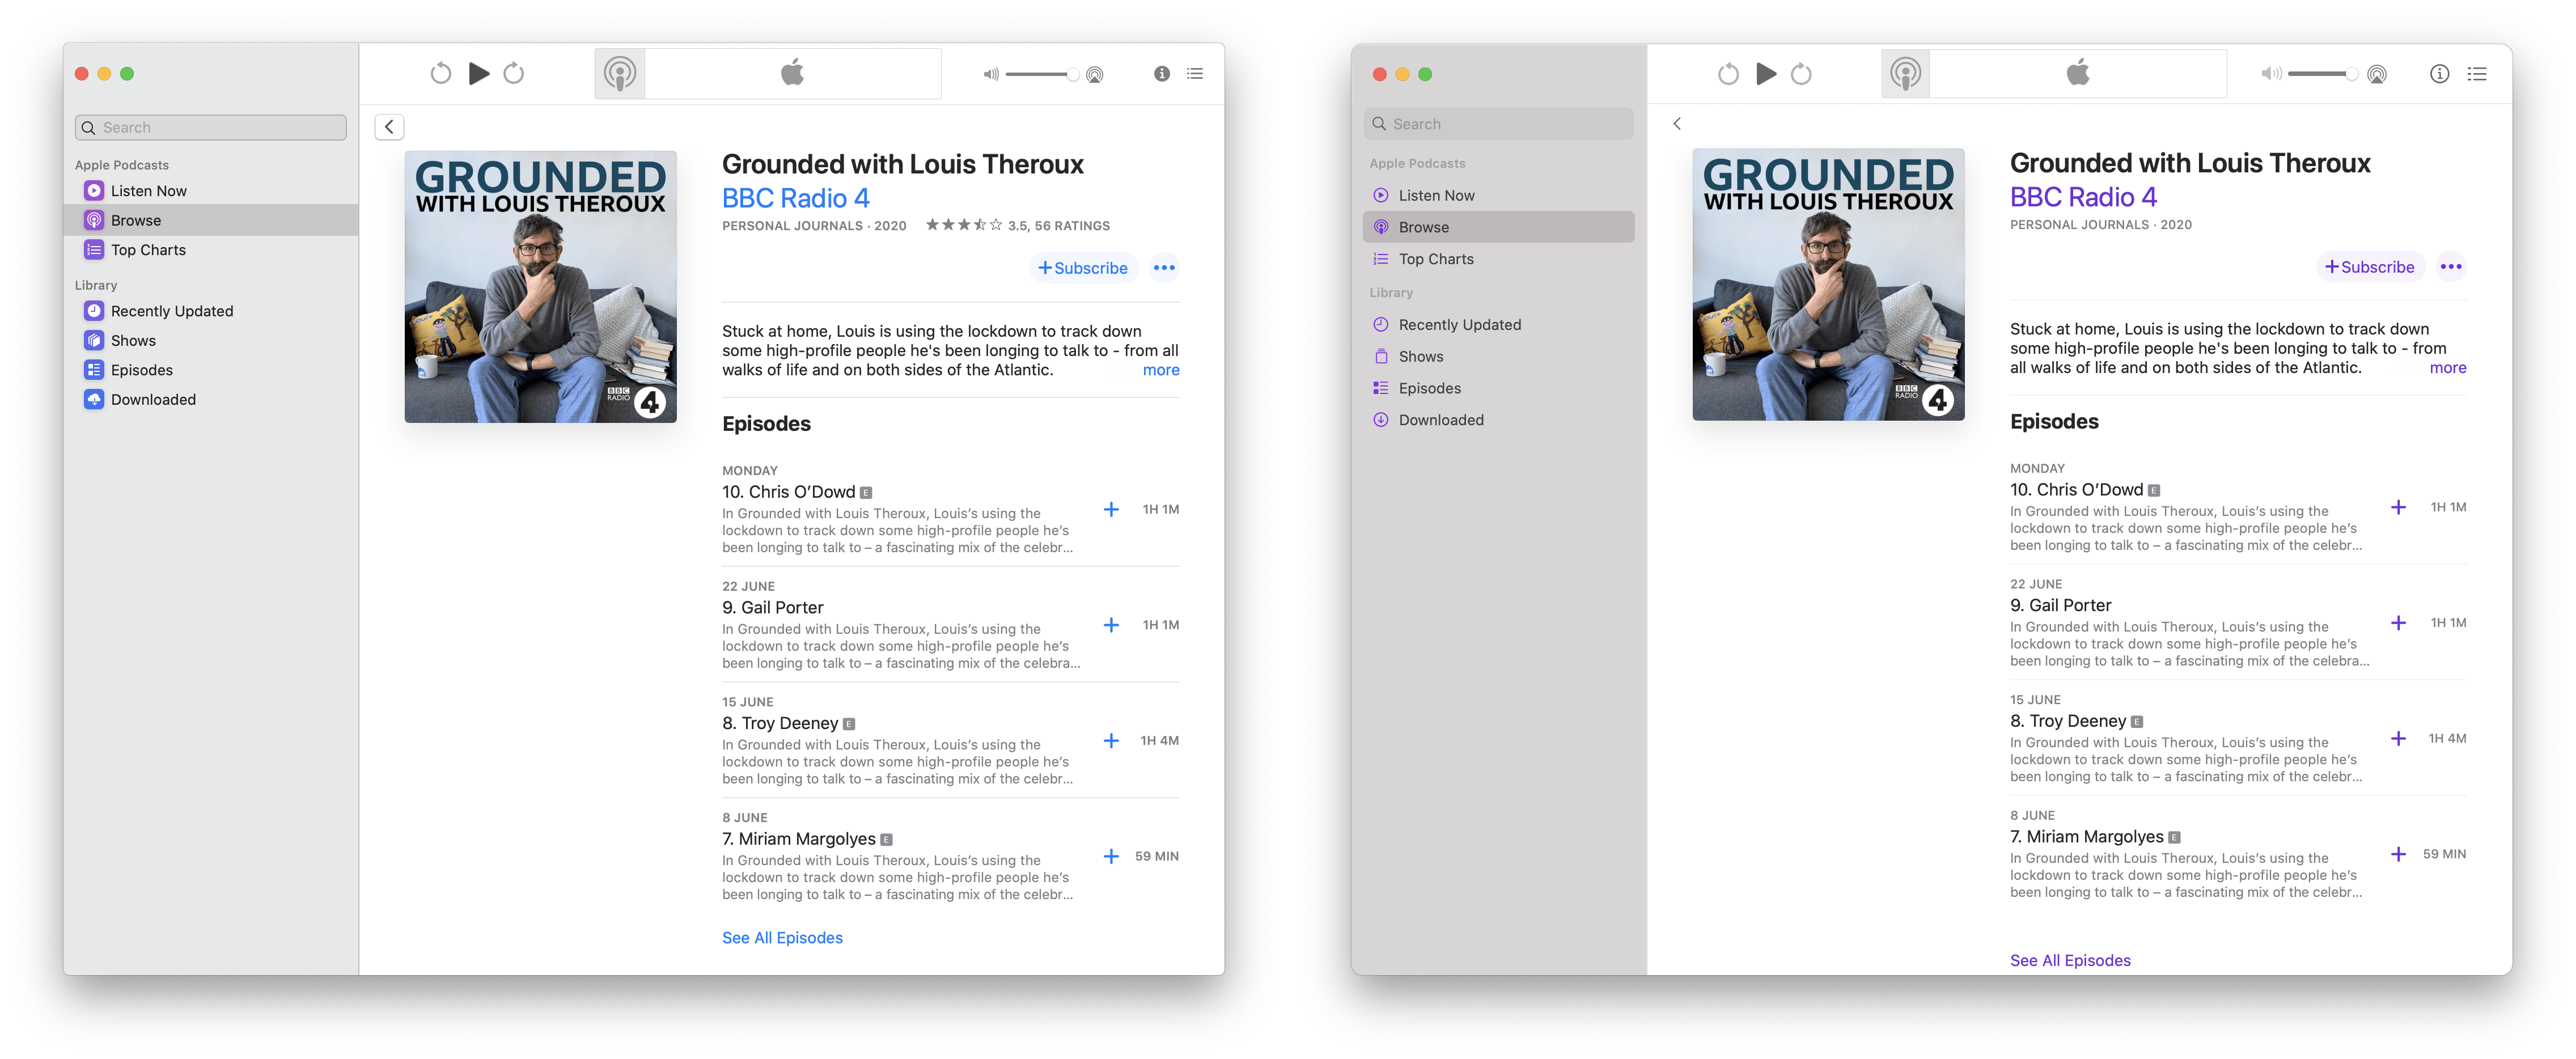 Search
Apple Podcasts
Listen Now
Browse
Top Charts
Library
Recently Updated
Shows
Episodes
Downloaded
GROUNDED
WITH LOUIS THEROUX
BBC
RADIO
4
Grounded with Louis Theroux
BBC Radio 4
PERSONAL JOURNALS · 2020 ★★★⯪☆ 3.5, 56 RATINGS
+Subscribe •••
Stuck at home, Louis is using the lockdown to track down
some high-profile people he's been longing to talk to - from all
walks of life and on both sides of the Atlantic. more
Episodes
MONDAY
10. Chris O’Dowd E
In Grounded with Louis Theroux, Louis’s using the
lockdown to track down some high-profile people he’s
been longing to talk to – a fascinating mix of the celebr...
+ 1H 1M
22 JUNE
9. Gail Porter
In Grounded with Louis Theroux, Louis’s using the
lockdown to track down some high-profile people he’s
been longing to talk to – a fascinating mix of the celebra...
+ 1H 1M
15 JUNE
8. Troy Deeney E
In Grounded with Louis Theroux, Louis’s using the
lockdown to track down some high-profile people he’s
been longing to talk to – a fascinating mix of the celebr...
+ 1H 4M
8 JUNE
7. Miriam Margolyes E
In Grounded with Louis Theroux, Louis’s using the
lockdown to track down some high-profile people he’s
been longing to talk to – a fascinating mix of the celebr...
+ 59 MIN
See All Episodes
Search
Apple Podcasts
Listen Now
Browse
Top Charts
Library
Recently Updated
Shows
Episodes
Downloaded
GROUNDED
WITH LOUIS THEROUX
BBC
RADIO
4
Grounded with Louis Theroux
BBC Radio 4
PERSONAL JOURNALS · 2020
+Subscribe •••
Stuck at home, Louis is using the lockdown to track down
some high-profile people he's been longing to talk to - from
all walks of life and on both sides of the Atlantic. more
Episodes
MONDAY
10. Chris O’Dowd E
In Grounded with Louis Theroux, Louis’s using the
lockdown to track down some high-profile people he’s
been longing to talk to – a fascinating mix of the celebr...
+ 1H 1M
22 JUNE
9. Gail Porter
In Grounded with Louis Theroux, Louis’s using the
lockdown to track down some high-profile people he’s
been longing to talk to – a fascinating mix of the celebra...
+ 1H 1M
15 JUNE
8. Troy Deeney E
In Grounded with Louis Theroux, Louis’s using the
lockdown to track down some high-profile people he’s
been longing to talk to – a fascinating mix of the celebr...
+ 1H 4M
8 JUNE
7. Miriam Margolyes E
In Grounded with Louis Theroux, Louis’s using the
lockdown to track down some high-profile people he’s
been longing to talk to – a fascinating mix of the celebr...
+ 59 MIN
See All Episodes